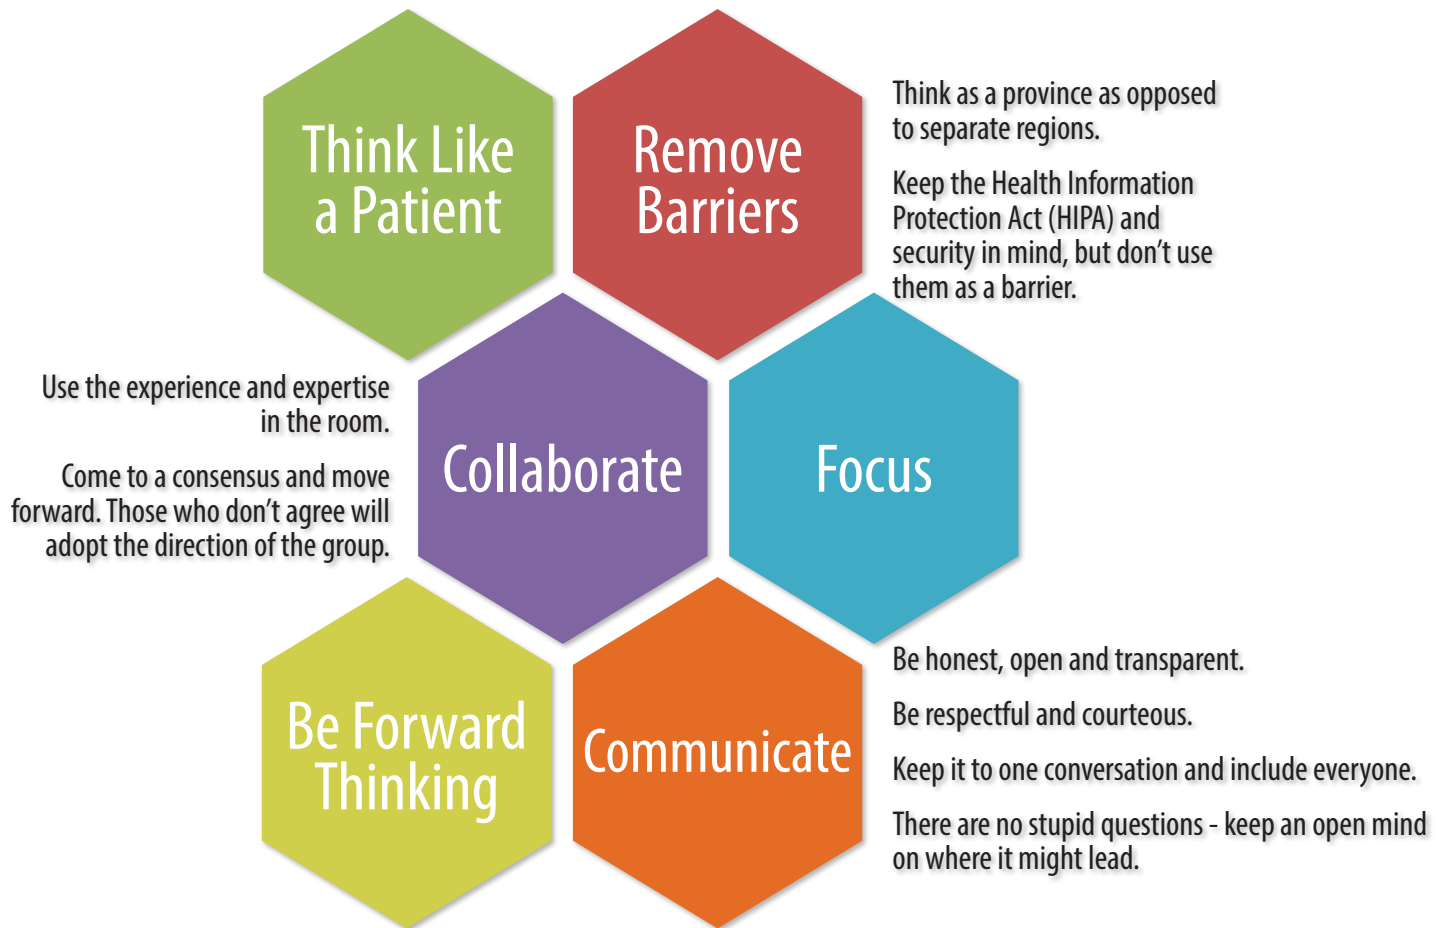 Think Like
a Patient
Remove
Barriers
Think as a province as opposed
to separate regions.
Keep the Health Information
Protection Act (HIPA) and
security in mind, but don’t use
them as a barrier.
Use the experience and expertise
in the room.
Come to a consensus and move
forward. Those who don’t agree will
adopt the direction of the group.
Collaborate
Focus
Be Forward
Thinking
Communicate
Be honest, open and transparent.
Be respectful and courteous.
Keep it to one conversation and include everyone.
There are no stupid questions - keep an open mind
on where it might lead.